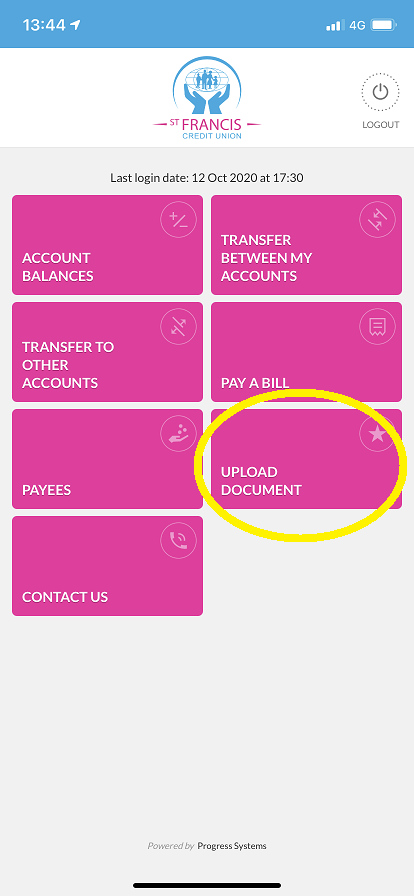 13:44
4G
ST FRANCIS
CREDIT UNION
LOGOUT
Last login date: 12 Oct 2020 at 17:30
ACCOUNT
BALANCES
TRANSFER
BETWEEN MY
ACCOUNTS
TRANSFER TO
OTHER
ACCOUNTS
PAY A BILL
PAYEES
UPLOAD
DOCUMENT
CONTACT US
Powered by Progress Systems